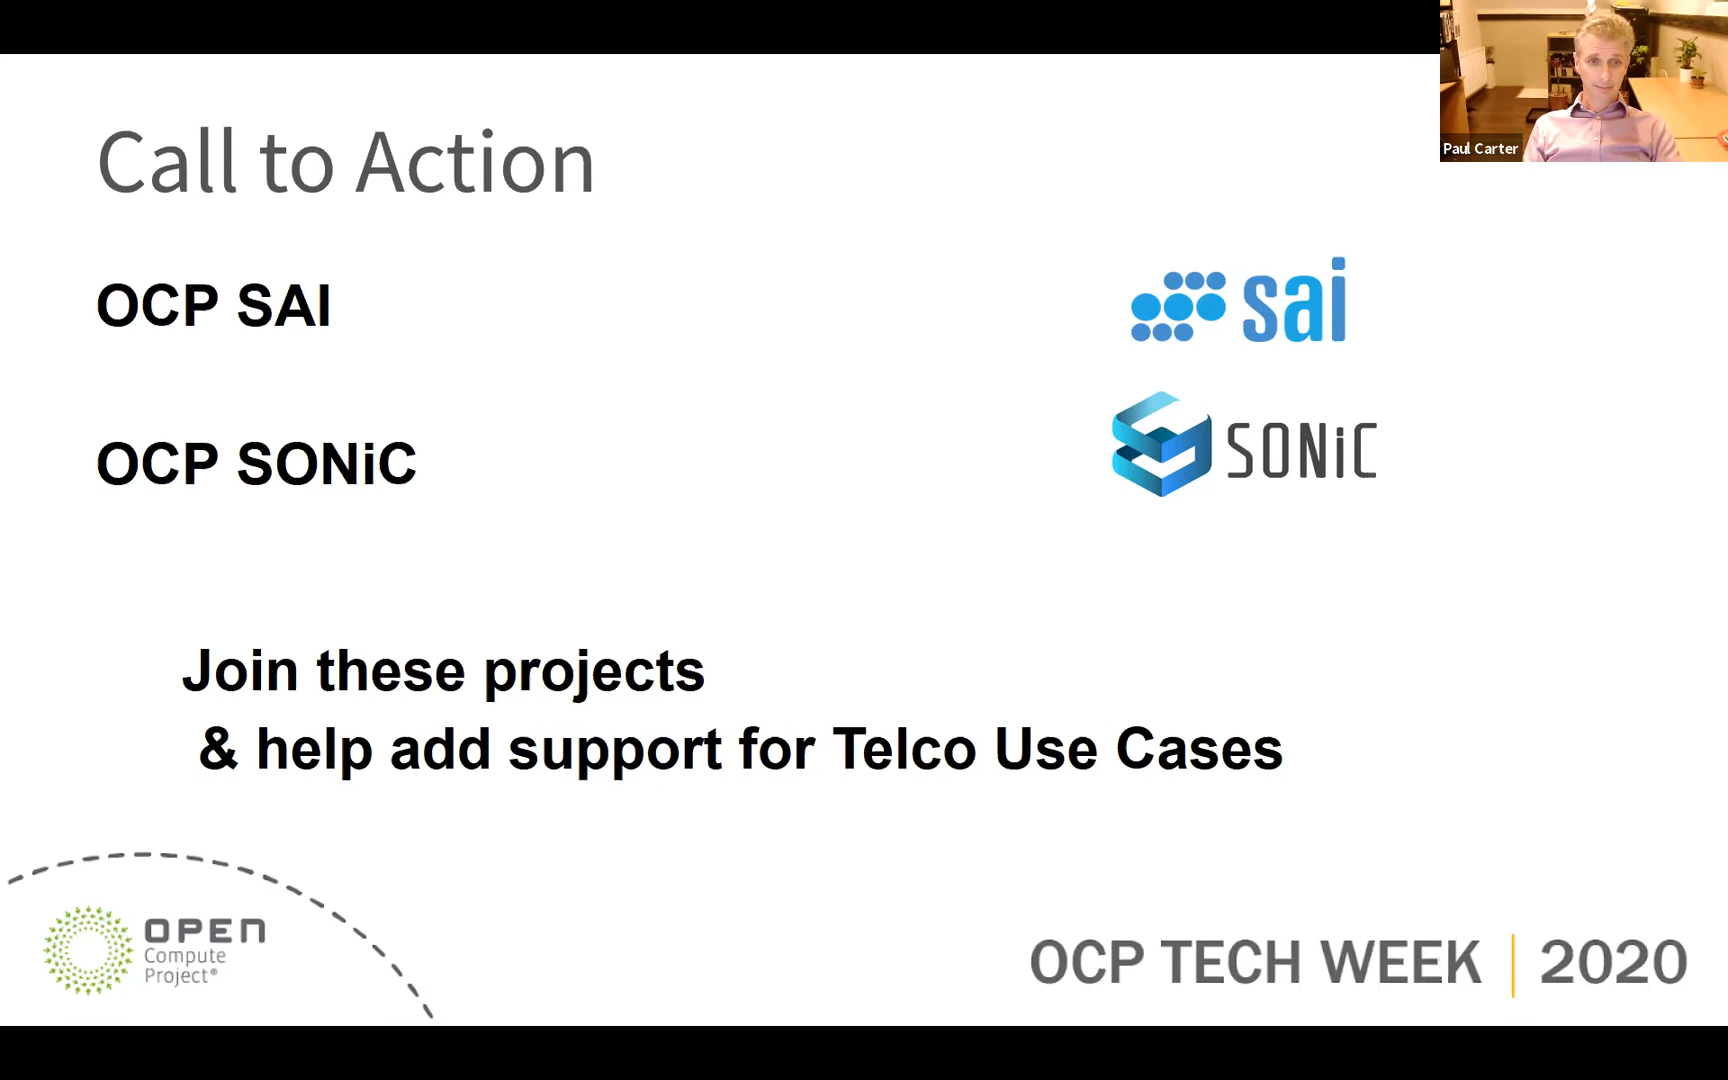 Paul Carter
Call to Action
OCP SAI
sai
OCP SONiC
SONiC
Join these projects
& help add support for Telco Use Cases
OPEN
Compute
Project®
OCP TECH WEEK | 2020